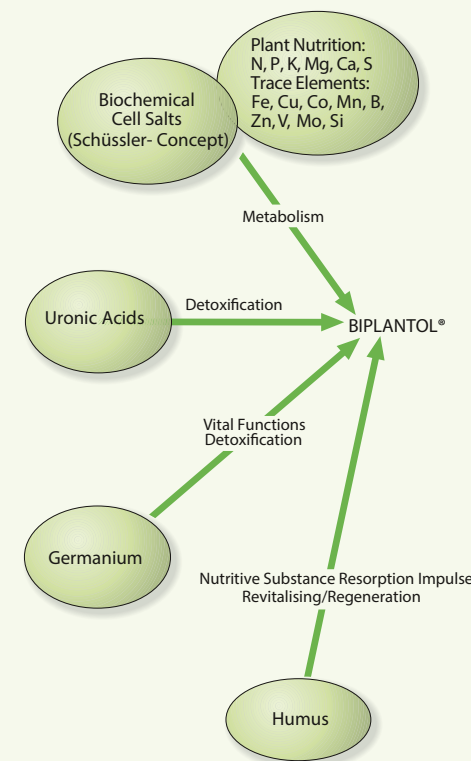 Plant Nutrition:
N, P, K, Mg, Ca, S
Trace Elements:
Fe, Cu, Co, Mn, B,
Zn, V, Mo, Si
Biochemical
Cell Salts
(Schüssler- Concept)
Metabolism
Detoxification
Uronic Acids
BIPLANTOL®
Vital Functions
Detoxification
Germanium
Nutritive Substance Resorption Impulse
Revitalising/Regeneration
Humus